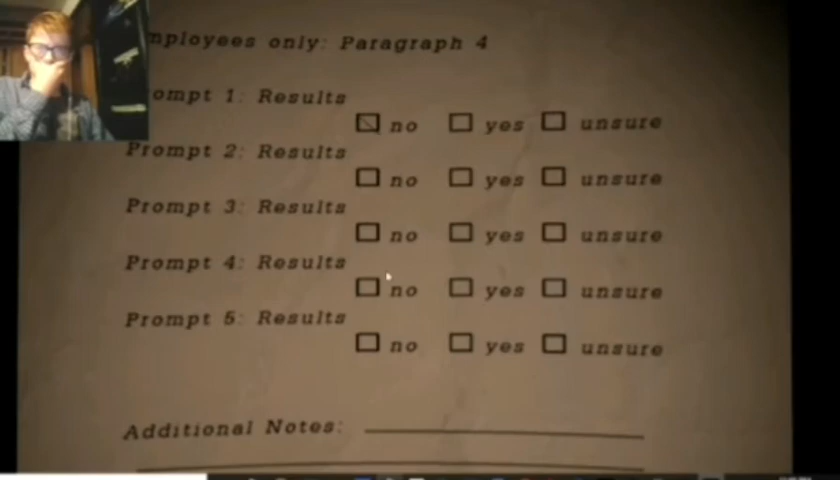 mployees only: Paragraph 4
ompt 1: Results
no yes unsure
Prompt 2: Results
no yes unsure
Prompt 3: Results
no yes unsure
Prompt 4: Results
no yes unsure
Prompt 5: Results
no yes unsure
Additional Notes: